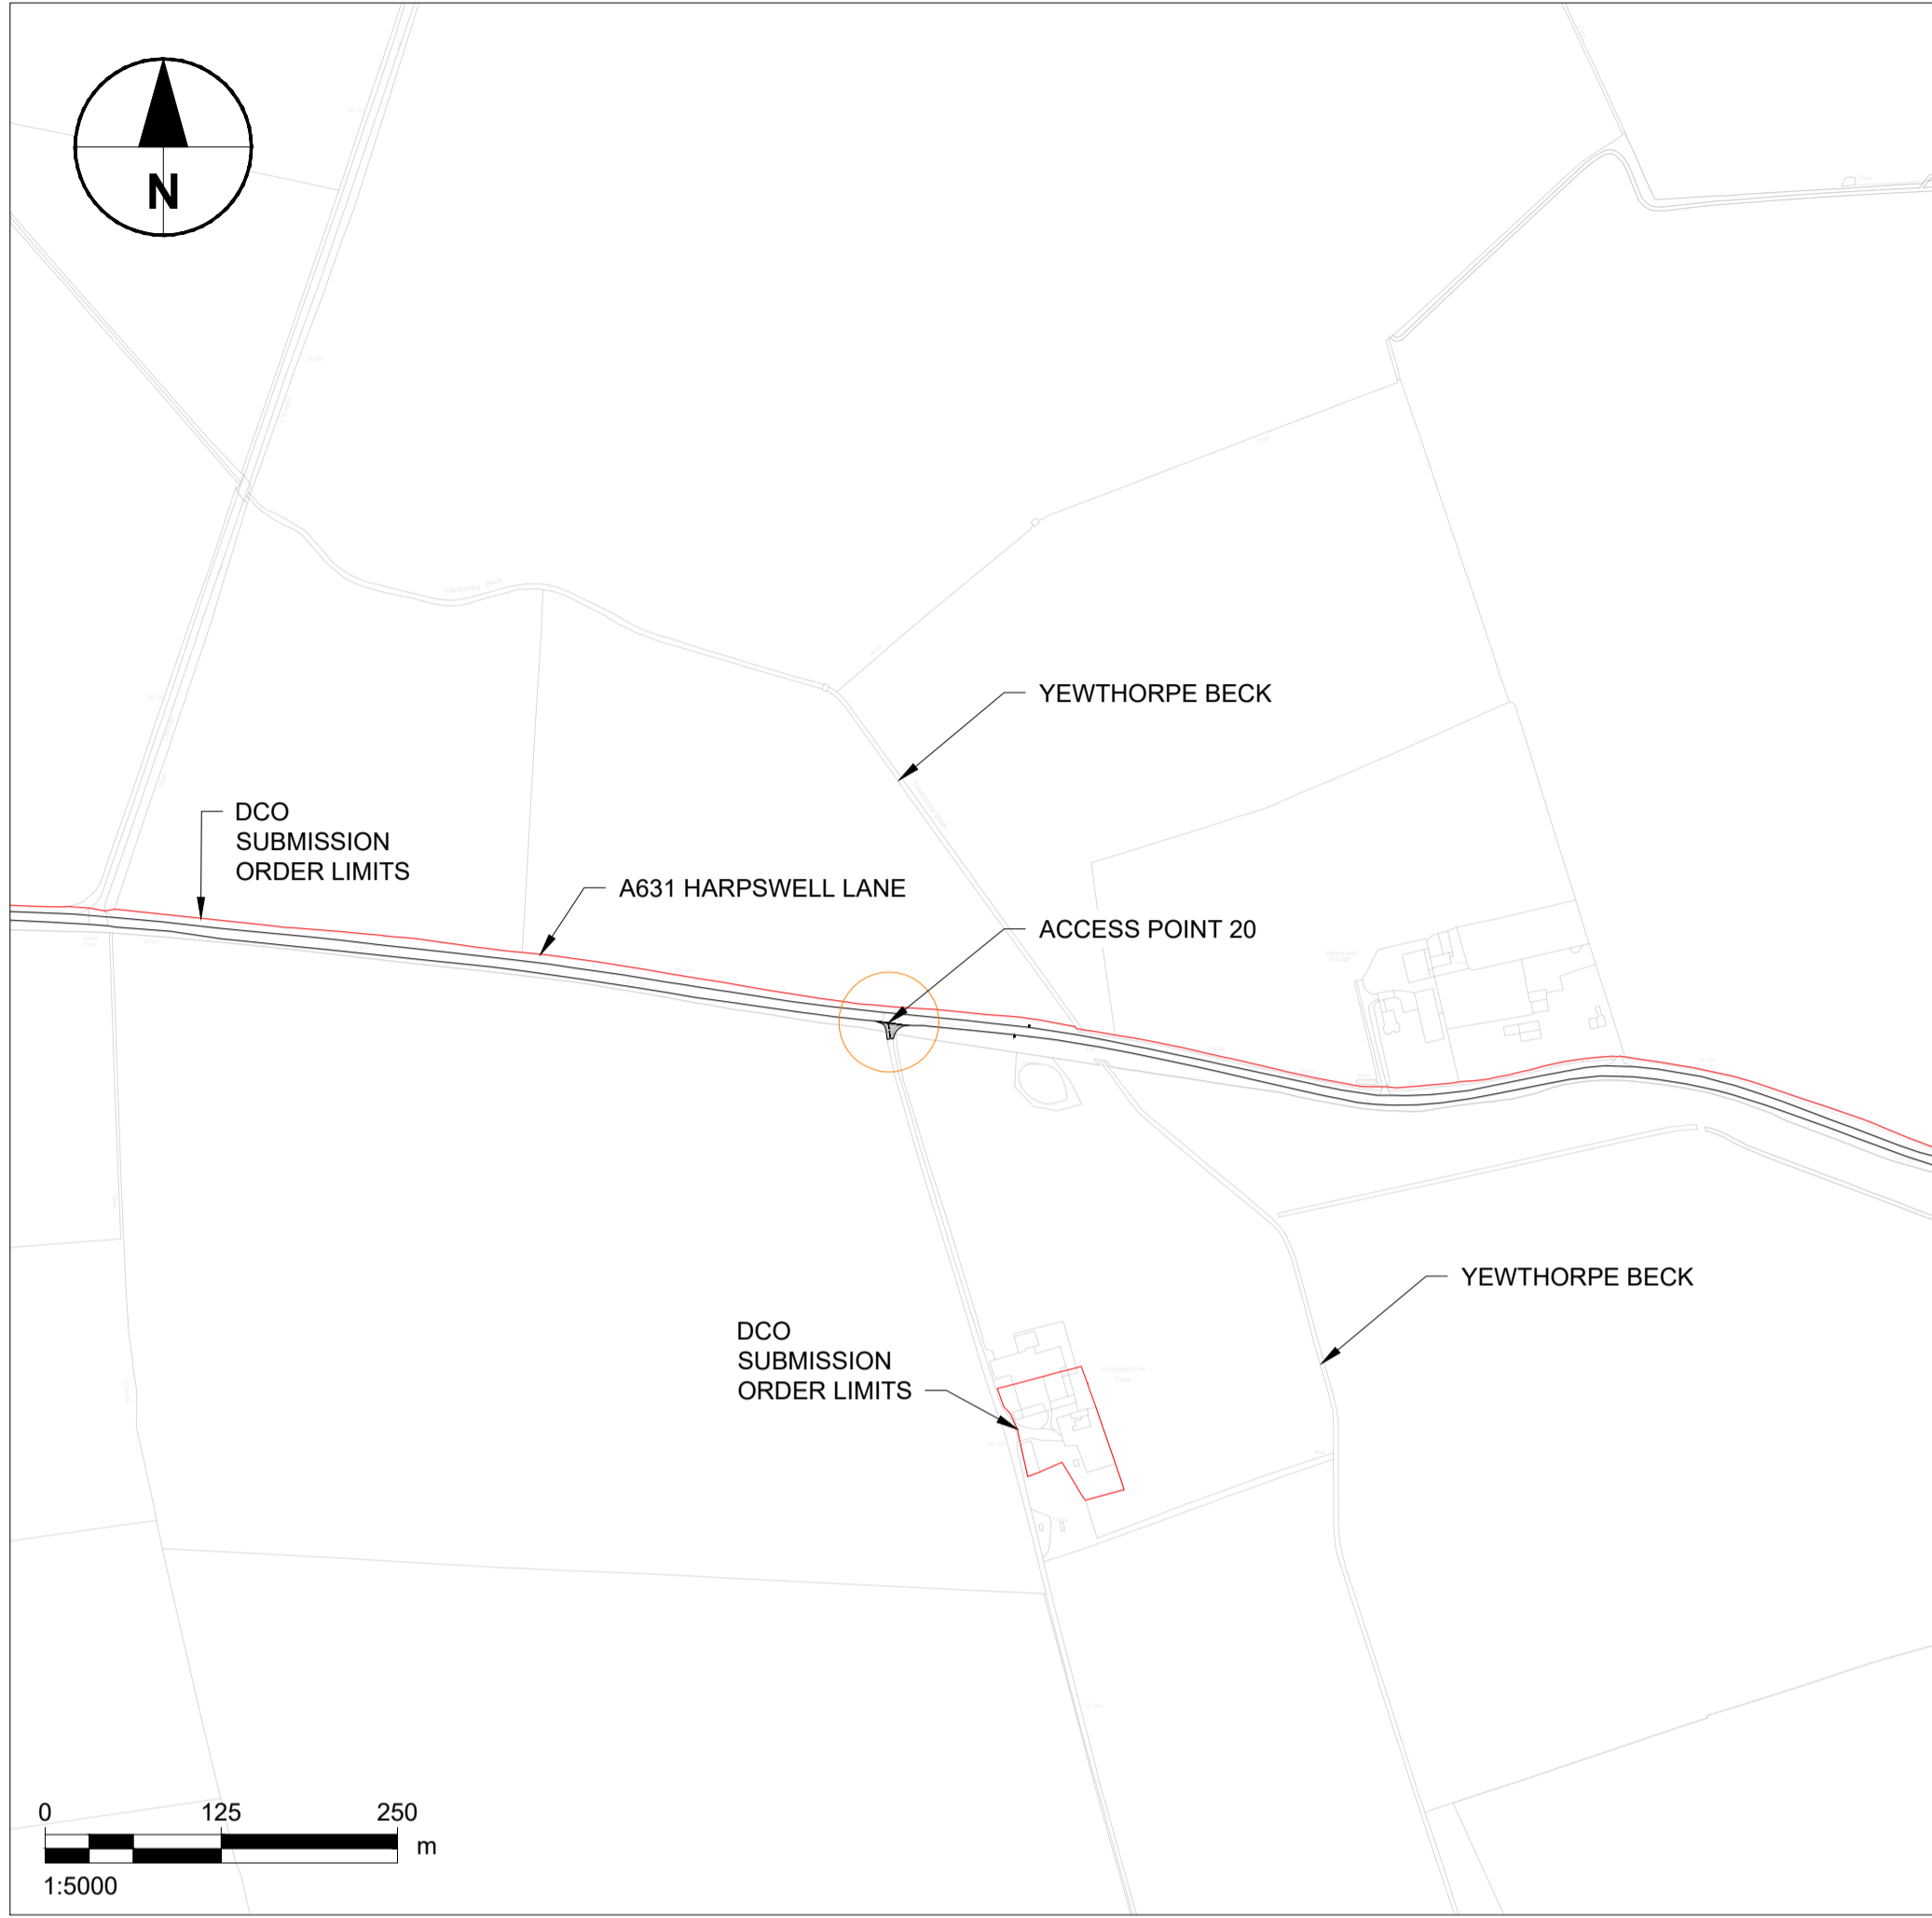 N
YEWTHORPE BECK
DCO
SUBMISSION
ORDER LIMITS
A631 HARPSWELL LANE
ACCESS POINT 20
YEWTHORPE BECK
DCO
SUBMISSION
ORDER LIMITS
0 125 250
m
1:5000